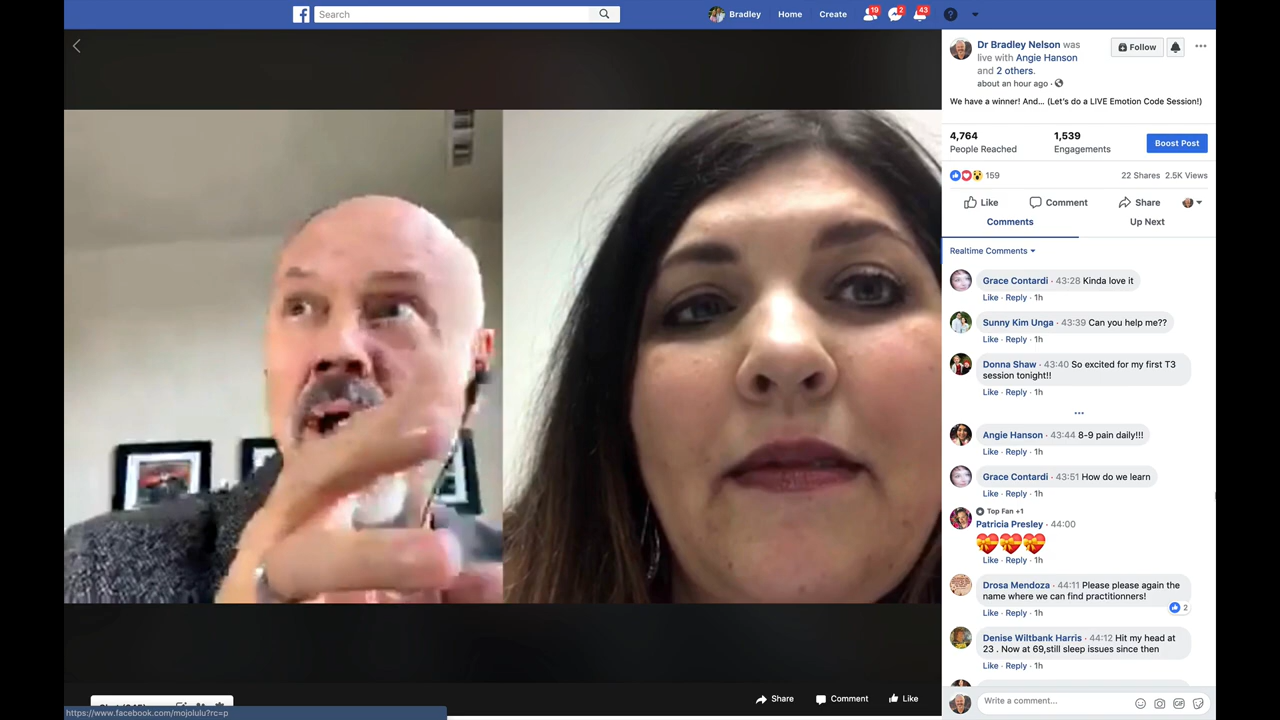 Search
Bradley
Home
Create
19
2
43
Dr Bradley Nelson was
live with Angie Hanson
and 2 others.
about an hour ago ·
Follow
We have a winner! And... (Let's do a LIVE Emotion Code Session!)
4,764
People Reached
1,539
Engagements
Boost Post
159
22 Shares 2.5K Views
Like
Comment
Share
Comments
Up Next
Realtime Comments
Grace Contardi · 43:28 Kinda love it
Like · Reply · 1h
Sunny Kim Unga · 43:39 Can you help me??
Like · Reply · 1h
Donna Shaw · 43:40 So excited for my first T3
session tonight!!
Like · Reply · 1h
Angie Hanson · 43:44 8-9 pain daily!!!
Like · Reply · 1h
Grace Contardi · 43:51 How do we learn
Like · Reply · 1h
Top Fan +1
Patricia Presley · 44:00
Like · Reply · 1h
Drosa Mendoza · 44:11 Please please again the
name where we can find practitionners!
2
Like · Reply · 1h
Denise Wiltbank Harris · 44:12 Hit my head at
23 . Now at 69,still sleep issues since then
Like · Reply · 1h
Write a comment...
GIF
Share
Comment
Like
https://www.facebook.com/mojolulu?rc=p